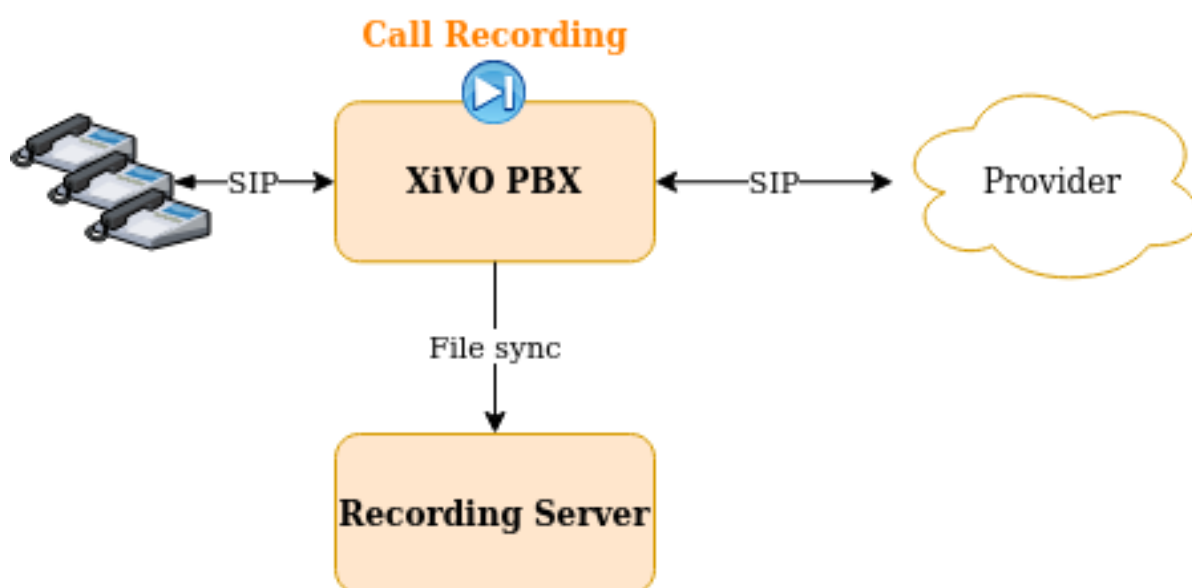 Call Recording
SIP
XiVO PBX
SIP
Provider
File sync
Recording Server